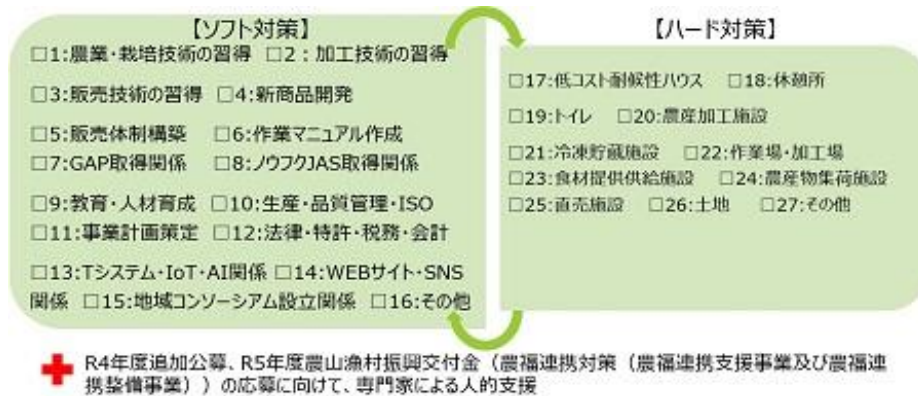 【ソフト対策】
□1:農業・栽培技術の習得 □2：加工技術の習得
□3:販売技術の習得 □4:新商品開発
□5:販売体制構築 □6:作業マニュアル作成
□7:GAP取得関係 □8:ノウフクJAS取得関係
□9:教育・人材育成 □10:生産・品質管理・ISO
□11:事業計画策定 □12:法律・特許・税務・会計
□13:Tシステム・IoT・AI関係 □14:WEBサイト・SNS
関係 □15:地域コンソーシアム設立関係 □16:その他
【ハード対策】
□17:低コスト耐候性ハウス □18:休憩所
□19:トイレ □20:農産加工施設
□21:冷凍貯蔵施設 □22:作業場・加工場
□23:食材提供供給施設 □24:農産物集荷施設
□25:直売施設 □26:土地 □27:その他
R4年度追加公募、R5年度農山漁村振興交付金（農福連携対策（農福連携支援事業及び農福連
携整備事業））の応募に向けて、専門家による人的支援